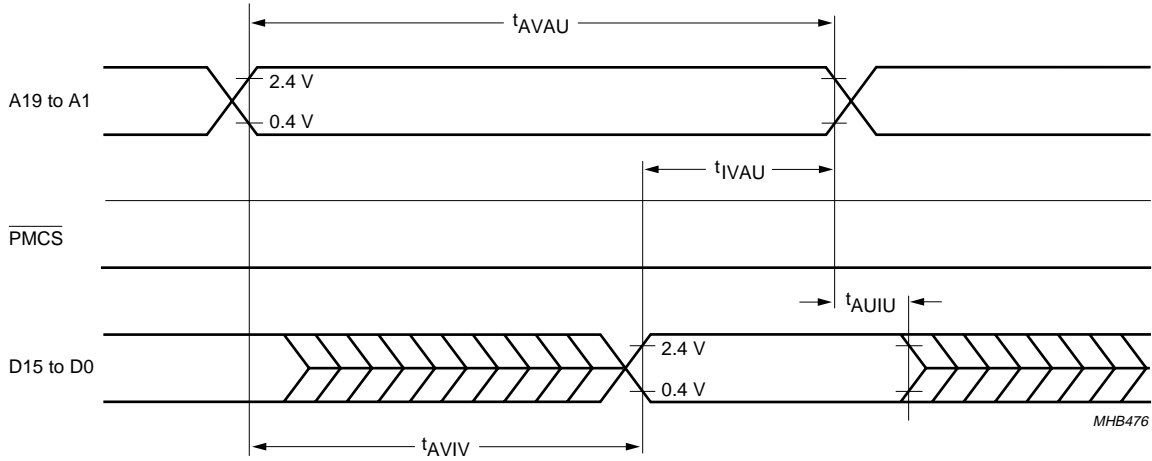 tAVAU
2.4 V
A19 to A1
0.4 V
tIVAU
PMCS
tAUIU
2.4 V
D15 to D0
0.4 V
MHB476
tAVIV